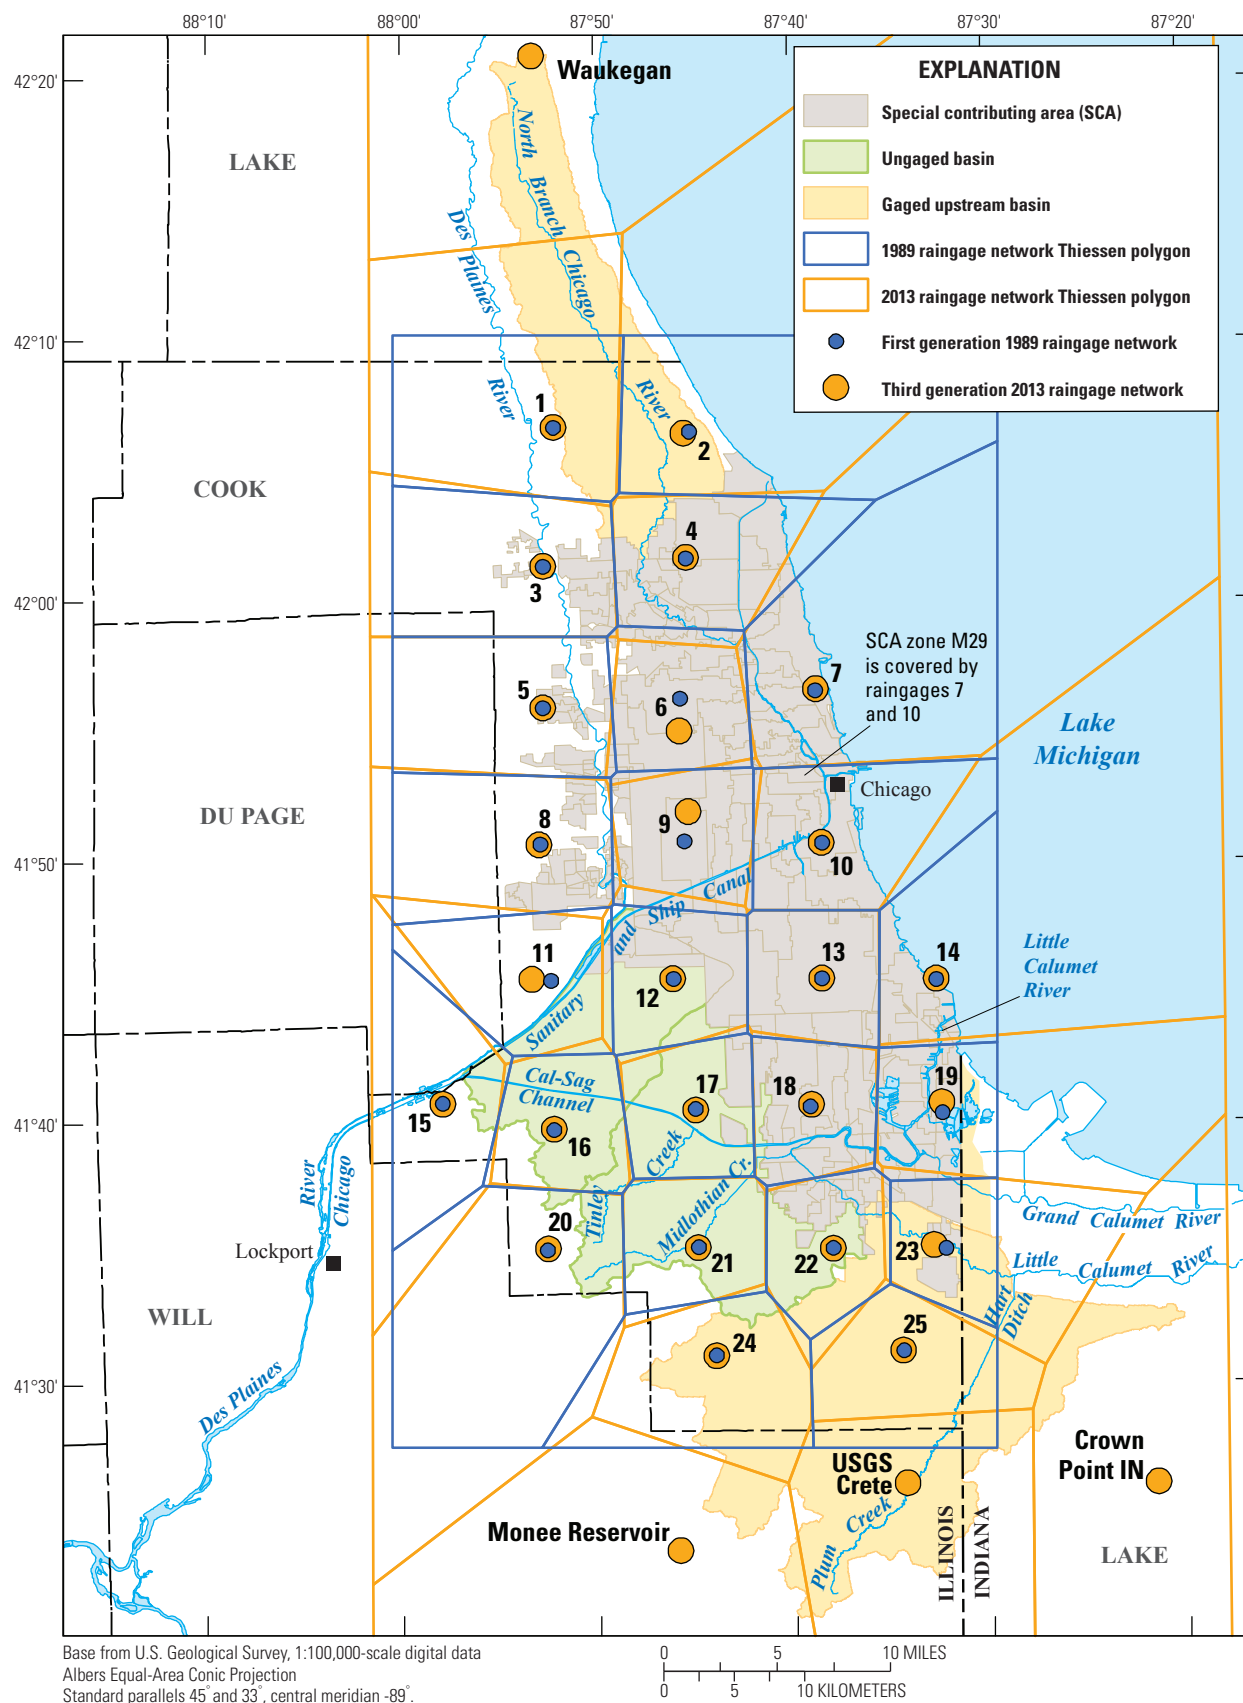 88°10'
88°00'
87°50'
87°40'
87°30'
87°20'
42°20'
42°10'
42°00'
41°50'
41°40'
41°30'
EXPLANATION
Special contributing area (SCA)
Ungaged basin
Gaged upstream basin
1989 raingage network Thiessen polygon
2013 raingage network Thiessen polygon
First generation 1989 raingage network
Third generation 2013 raingage network
Waukegan
LAKE
North Branch Chicago River
Des Plaines River
COOK
1
2
3
4
5
6
7
SCA zone M29
is covered by
raingages 7
and 10
Lake
Michigan
Chicago
DU PAGE
8
9
10
Sanitary and Ship Canal
11
12
13
14
Little
Calumet
River
Cal-Sag
Channel
15
16
17
18
19
Tinley Creek
Midlothian Cr.
Chicago River
Lockport
20
21
22
23
Grand Calumet River
Little Calumet River
Hart Ditch
WILL
24
25
Des Plaines
USGS
Crete
Crown
Point IN
Monee Reservoir
Plum Creek
ILLINOIS
INDIANA
LAKE
Base from U.S. Geological Survey, 1:100,000-scale digital data
Albers Equal-Area Conic Projection
Standard parallels 45° and 33°, central meridian -89°.
0 5 10 MILES
0 5 10 KILOMETERS